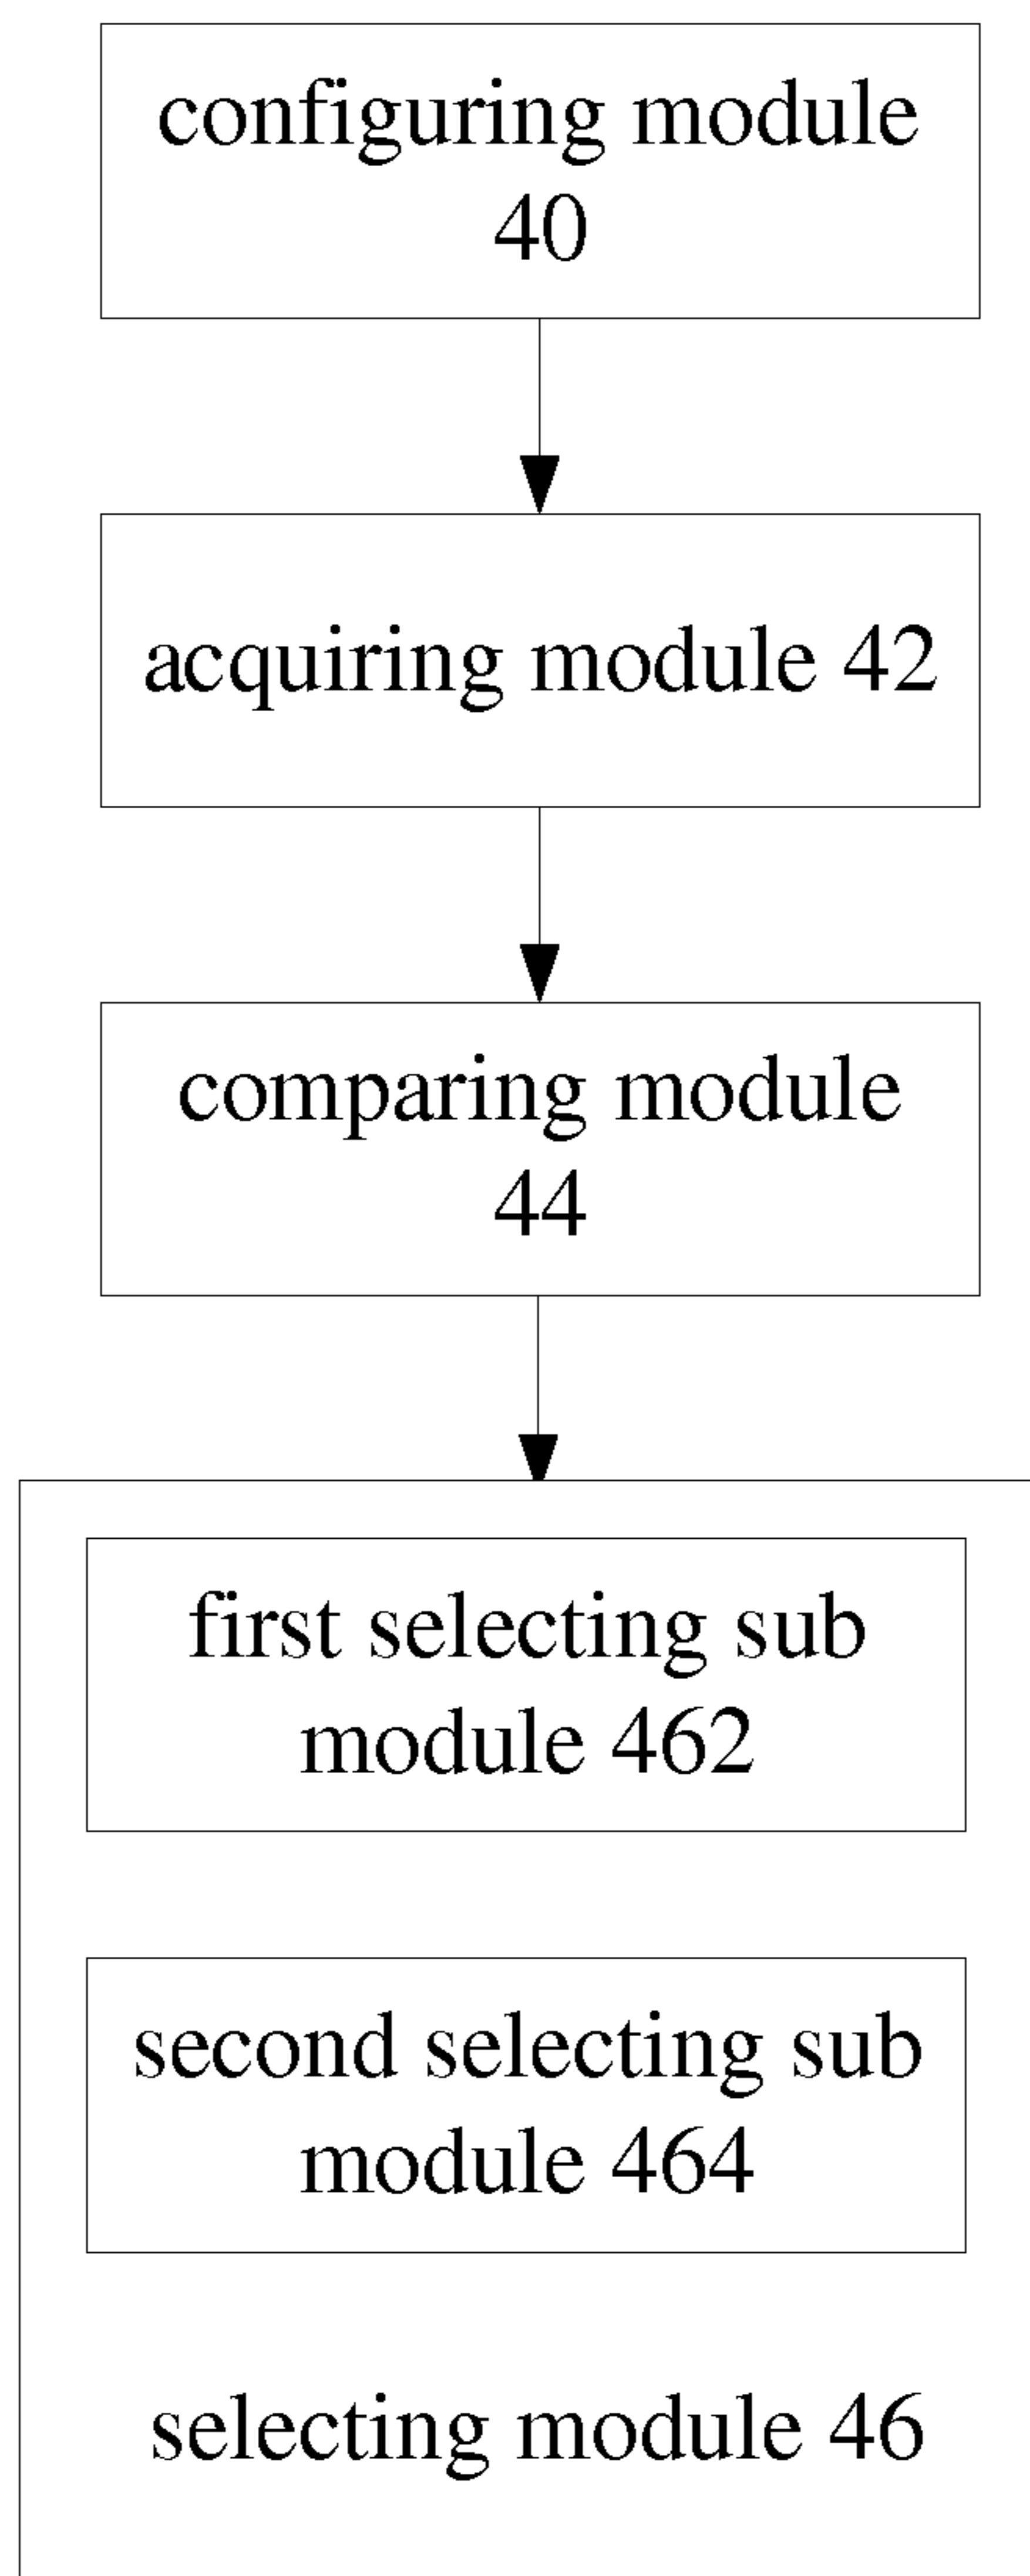 configuring module
40
acquiring module 42
comparing module
44
first selecting sub
module 462
second selecting sub
module 464
selecting module 46